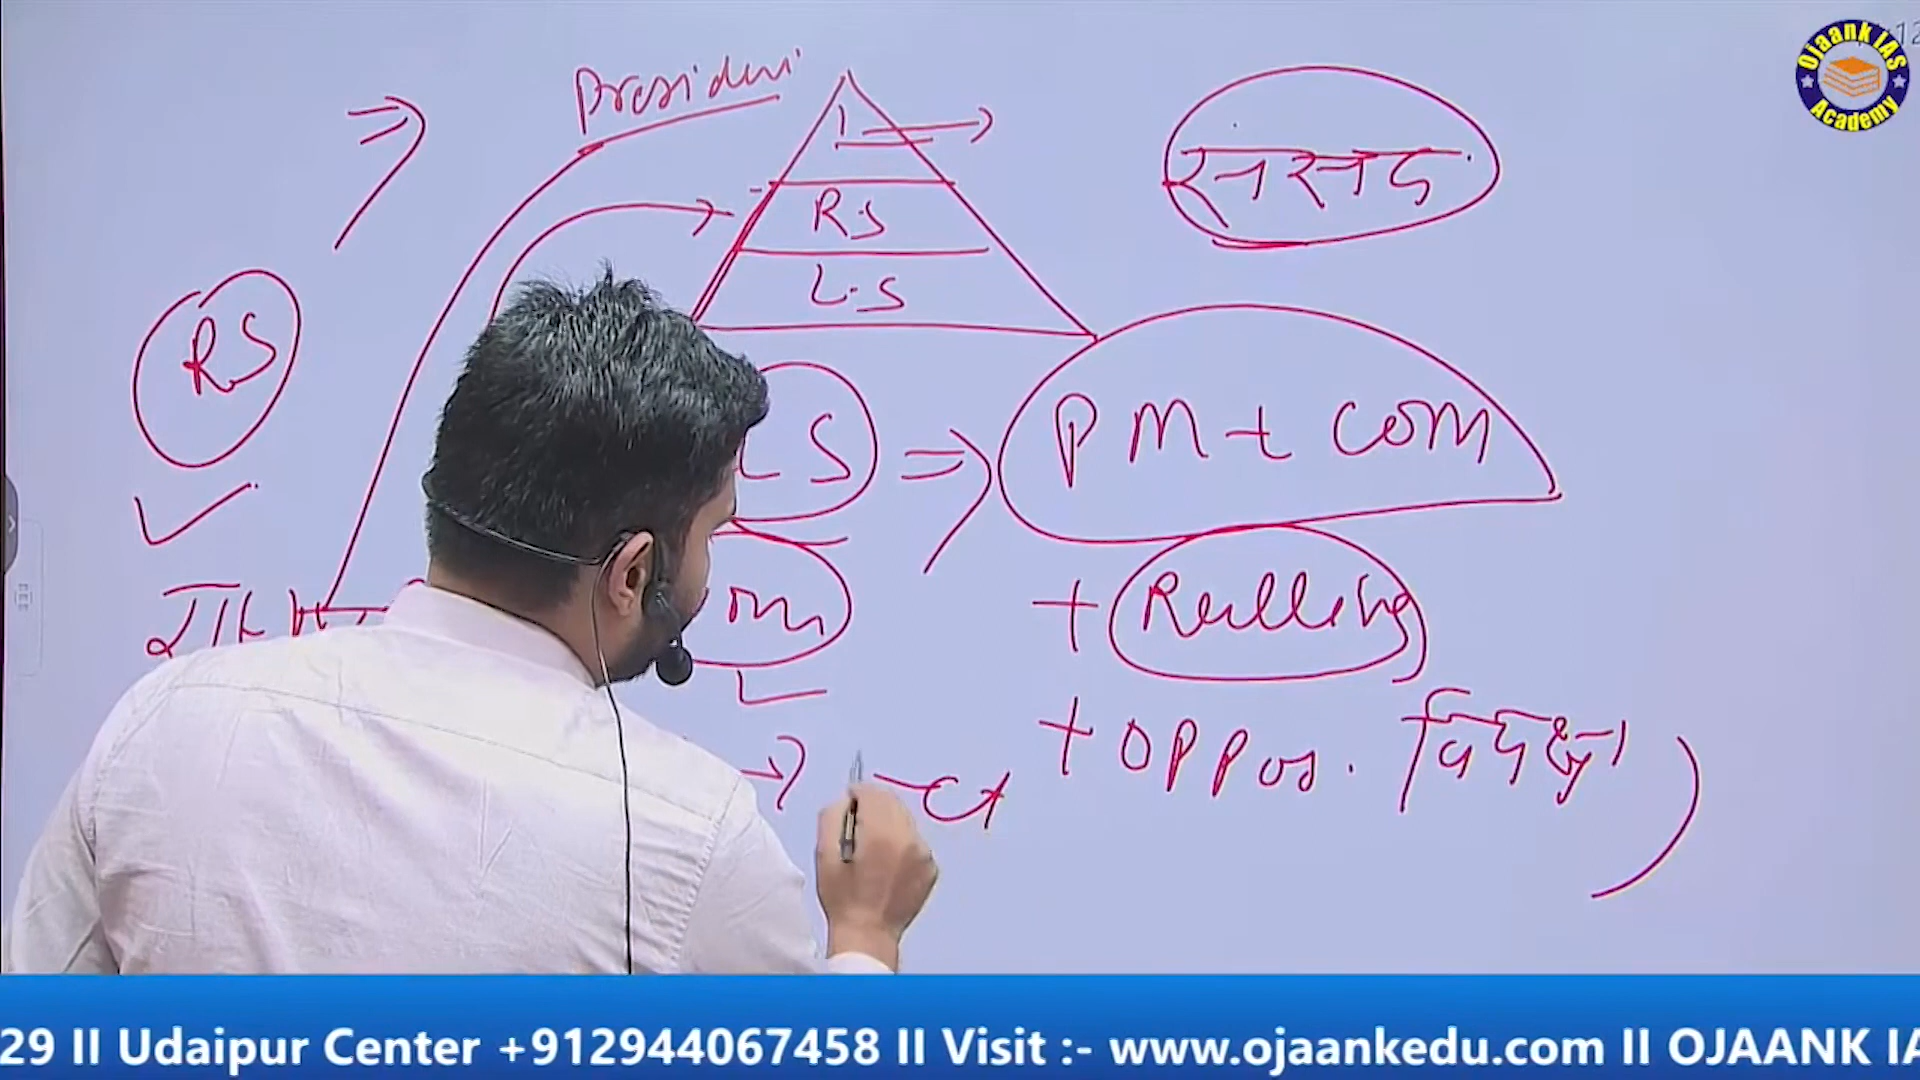 Ojaank IAS Academy
⇒ President
1 →
संसद
R.S
L.S
RS
LS ⇒ PM + COM
+ Rulling
+ Oppos. विपक्ष
29 II Udaipur Center +912944067458 II Visit :- www.ojaankedu.com II OJAANK IA